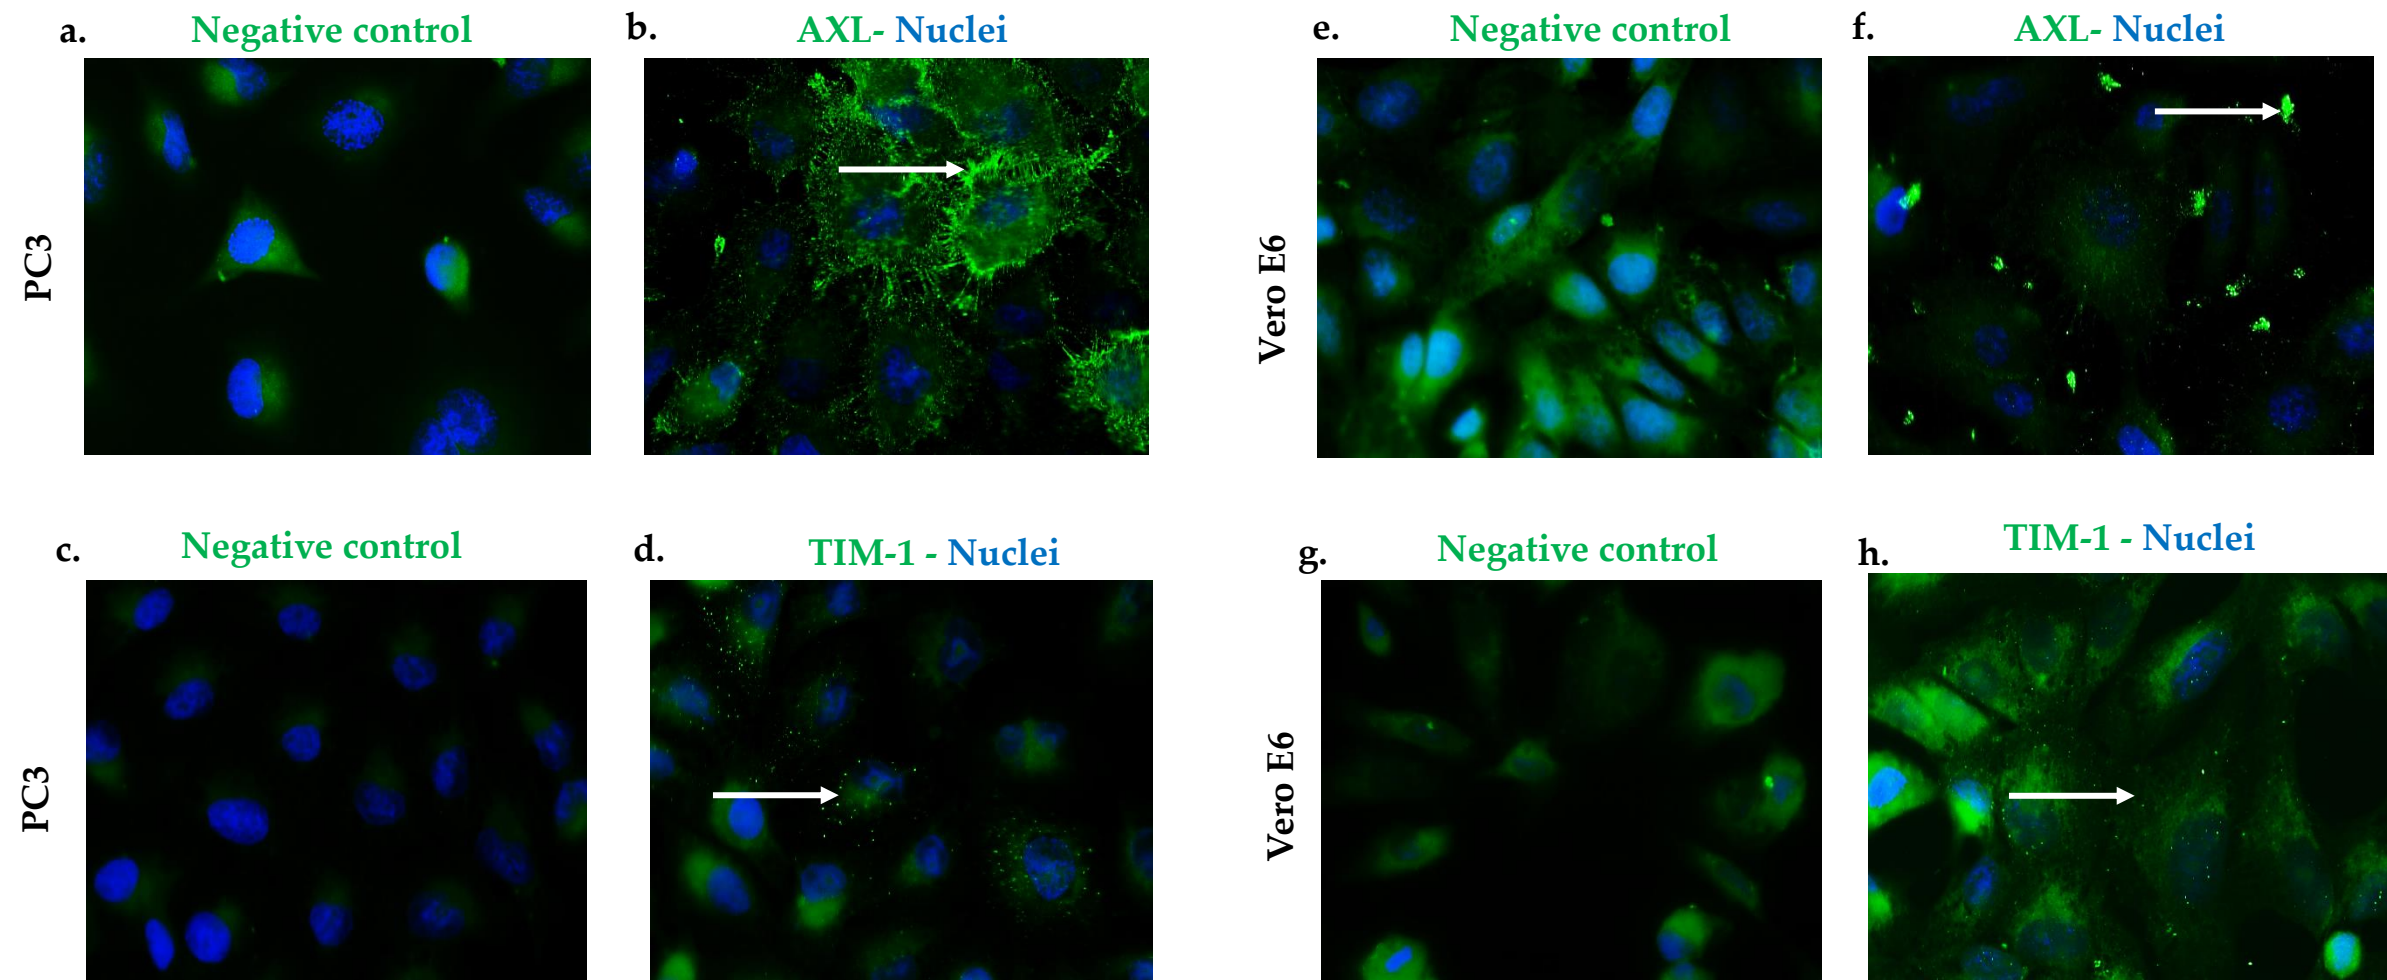 a.
Negative control
b.
AXL- Nuclei
e.
Negative control
f.
AXL- Nuclei
PC3
Vero E6
c.
Negative control
d.
TIM-1 - Nuclei
g.
Negative control
h.
TIM-1 - Nuclei
PC3
Vero E6